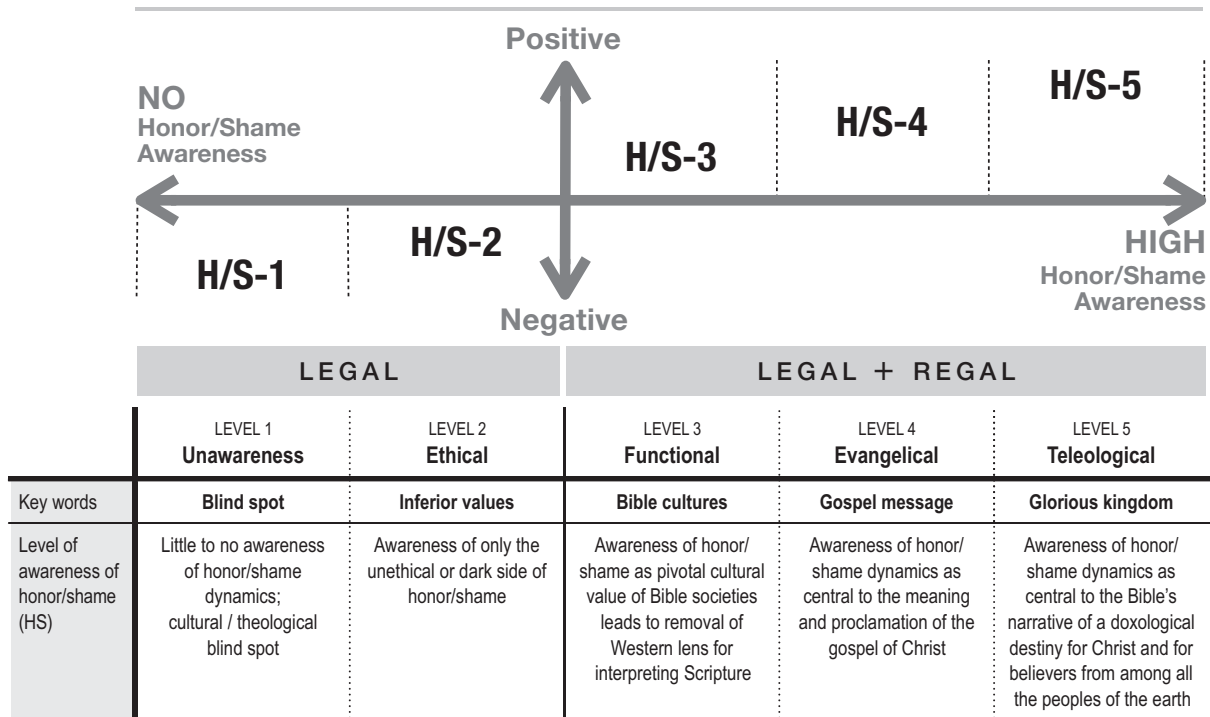 Positive
NO
Honor/Shame
Awareness
H/S-5
H/S-4
H/S-3
H/S-2
H/S-1
HIGH
Honor/Shame
Awareness
Negative
LEGAL
LEGAL + REGAL
LEVEL 1
Unawareness
LEVEL 2
Ethical
LEVEL 3
Functional
LEVEL 4
Evangelical
LEVEL 5
Teleological
Key words
Blind spot
Inferior values
Bible cultures
Gospel message
Glorious kingdom
Level of
awareness of
honor/shame
(HS)
Little to no awareness
of honor/shame
dynamics;
cultural / theological
blind spot
Awareness of only the
unethical or dark side of
honor/shame
Awareness of honor/
shame as pivotal cultural
value of Bible societies
leads to removal of
Western lens for
interpreting Scripture
Awareness of honor/
shame dynamics as
central to the meaning
and proclamation of the
gospel of Christ
Awareness of honor/
shame dynamics as
central to the Bible's
narrative of a doxological
destiny for Christ and for
believers from among all
the peoples of the earth